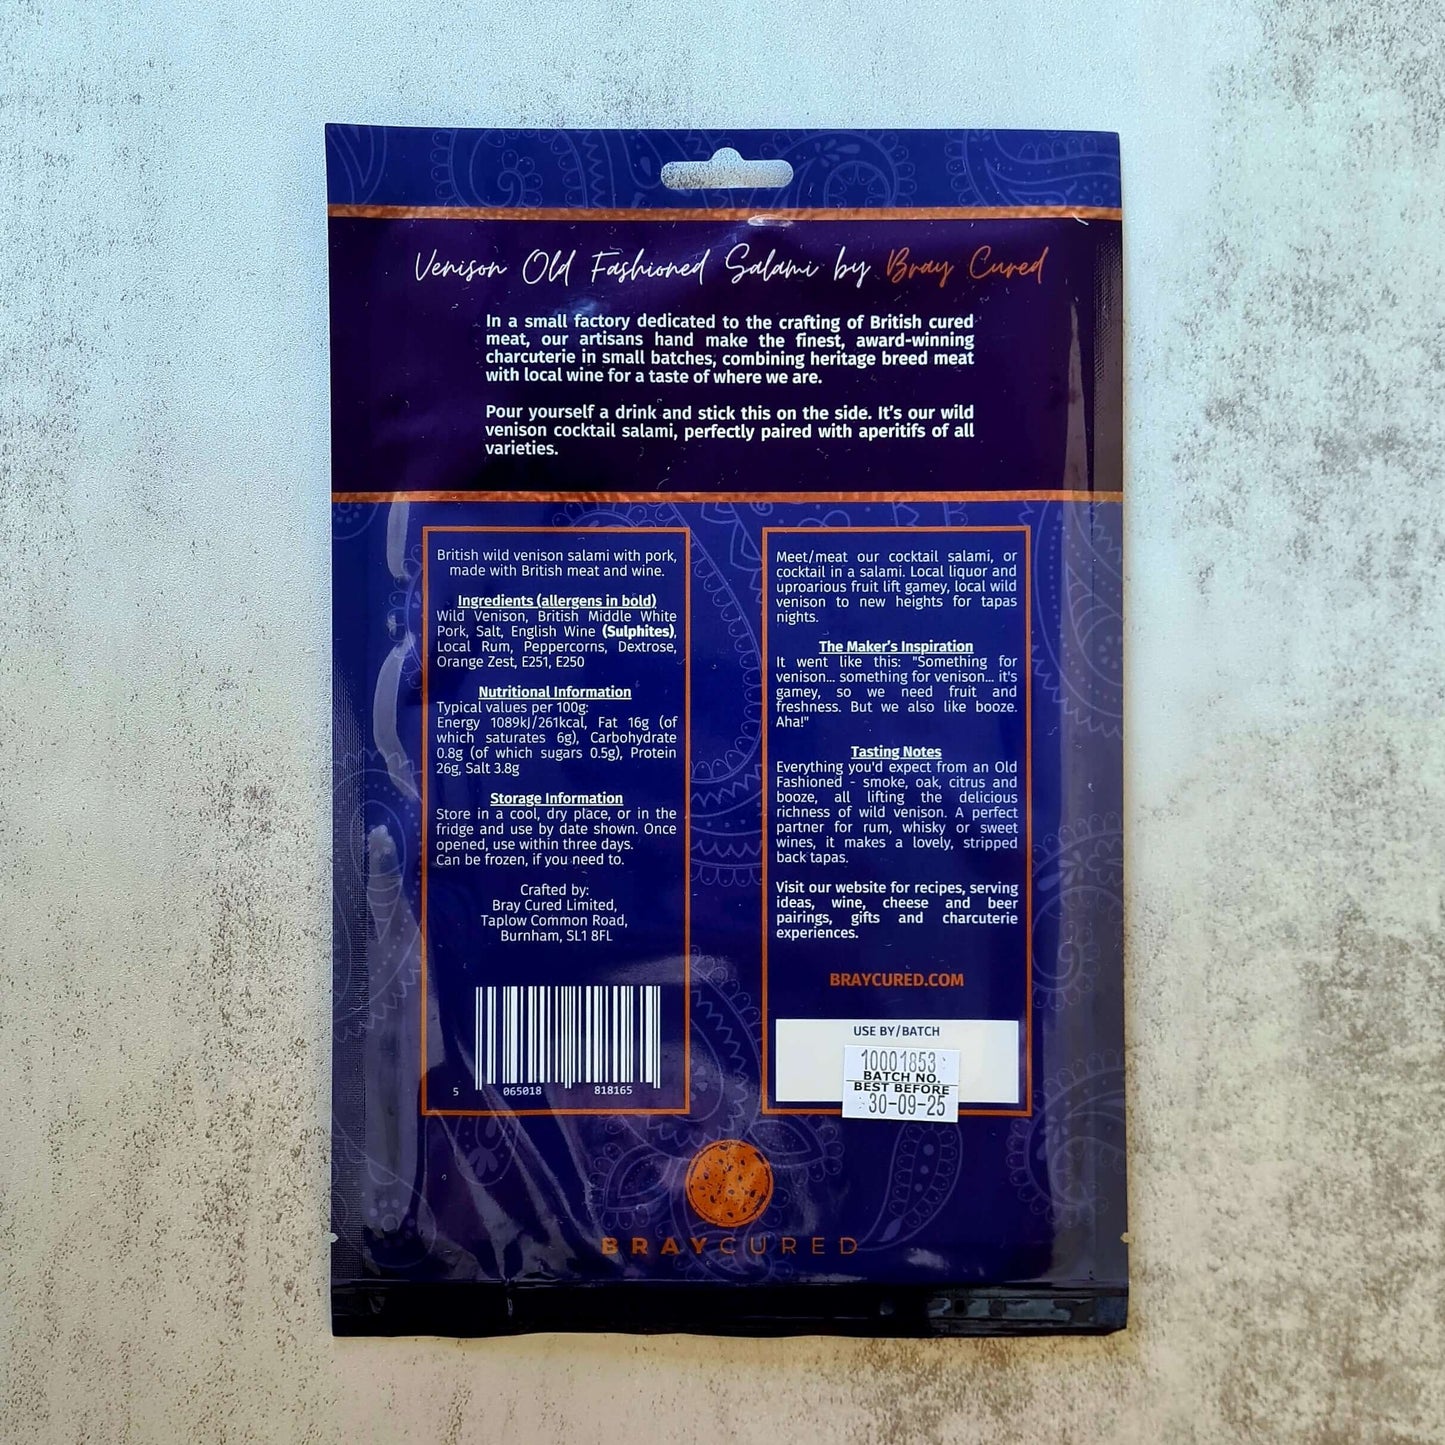 Venison Old Fashioned Salami by Bray Cured
In a small factory dedicated to the crafting of British cured
meat, our artisans hand make the finest, award-winning
charcuterie in small batches, combining heritage breed meat
with local wine for a taste of where we are.
Pour yourself a drink and stick this on the side. It's our wild
venison cocktail salami, perfectly paired with aperitifs of all
varieties.
British wild venison salami with pork,
made with British meat and wine.
Ingredients (allergens in bold)
Wild Venison, British Middle White
Pork, Salt, English Wine (Sulphites),
Local Rum, Peppercorns, Dextrose,
Orange Zest, E251, E250
Nutritional Information
Typical values per 100g:
Energy 1089kJ/261kcal, Fat 16g (of
which saturates 6g), Carbohydrate
0.8g (of which sugars 0.5g), Protein
26g, Salt 3.8g
Storage Information
Store in a cool, dry place, or in the
fridge and use by date shown. Once
opened, use within three days.
Can be frozen, if you need to.
Crafted by:
Bray Cured Limited,
Taplow Common Road,
Burnham, SL1 8FL
5 065018 818165
Meet/meat our cocktail salami, or
cocktail in a salami. Local liquor and
uproarious fruit lift gamey, local wild
venison to new heights for tapas
nights.
The Maker's Inspiration
It went like this: "Something for
venison... something for venison... it's
gamey, so we need fruit and
freshness. But we also like booze.
Aha!"
Tasting Notes
Everything you'd expect from an Old
Fashioned - smoke, oak, citrus and
booze, all lifting the delicious
richness of wild venison. A perfect
partner for rum, whisky or sweet
wines, it makes a lovely, stripped
back tapas.
Visit our website for recipes, serving
ideas, wine, cheese and beer
pairings, gifts and charcuterie
experiences.
BRAYCURED.COM
USE BY/BATCH
10001853
BATCH NO.
BEST BEFORE
30-09-25
BRAYCURED